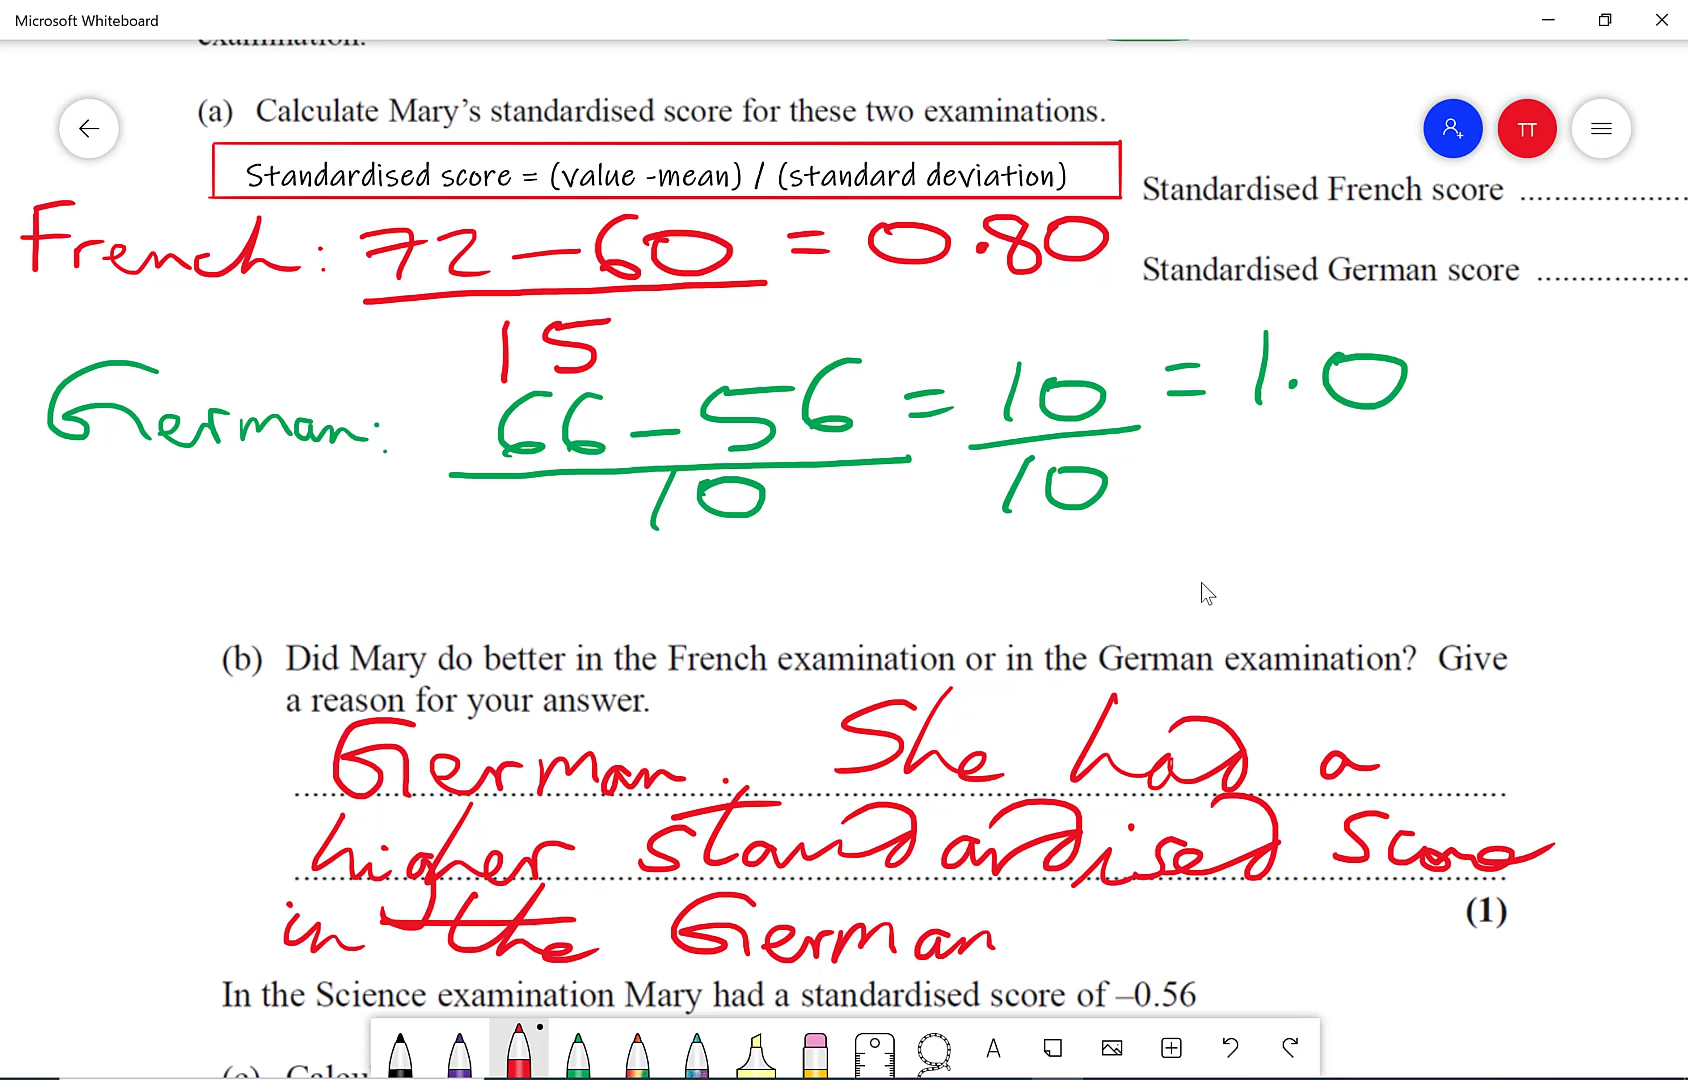 Microsoft Whiteboard
examination.
(a) Calculate Mary's standardised score for these two examinations.
Standardised score = (value -mean) / (standard deviation)
Standardised French score ....................
French: 72 - 60 = 0.80
15
Standardised German score ..................
German: 66 - 56 = 10 = 1.0
10 10
TT
(b) Did Mary do better in the French examination or in the German examination? Give
a reason for your answer.
German. She had a
higher standardised score
in the German
(1)
In the Science examination Mary had a standardised score of –0.56
A